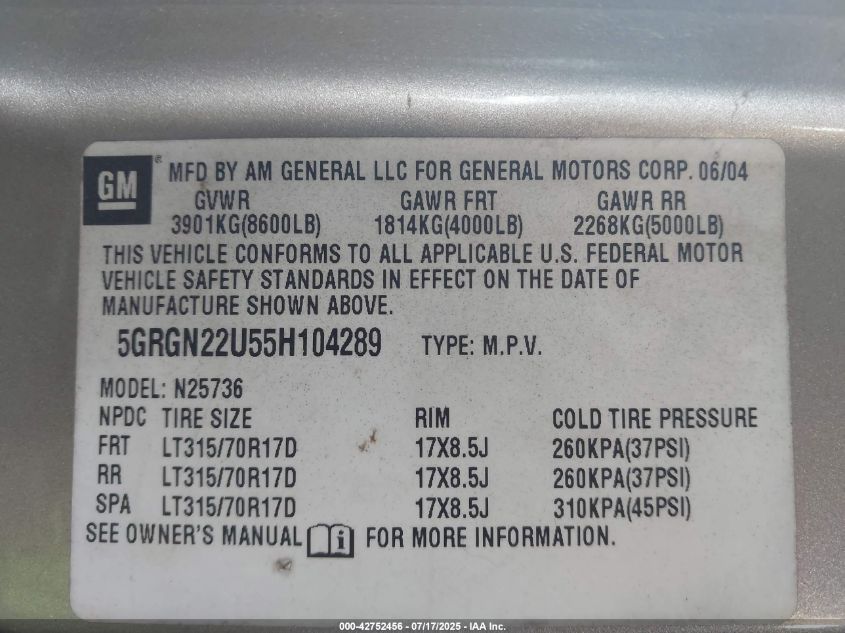 GM ® MFD BY AM GENERAL LLC FOR GENERAL MOTORS CORP. 06/04
GVWR GAWR FRT GAWR RR
3901KG(8600LB) 1814KG(4000LB) 2268KG(5000LB)
THIS VEHICLE CONFORMS TO ALL APPLICABLE U.S. FEDERAL MOTOR
VEHICLE SAFETY STANDARDS IN EFFECT ON THE DATE OF
MANUFACTURE SHOWN ABOVE.
5GRGN22U55H104289 TYPE: M.P.V.
MODEL: N25736
NPDC TIRE SIZE RIM COLD TIRE PRESSURE
FRT LT315/70R17D 17X8.5J 260KPA(37PSI)
RR LT315/70R17D 17X8.5J 260KPA(37PSI)
SPA LT315/70R17D 17X8.5J 310KPA(45PSI)
SEE OWNER'S MANUAL i FOR MORE INFORMATION.
000-42752456 - 07/17/2025 - IAA Inc.